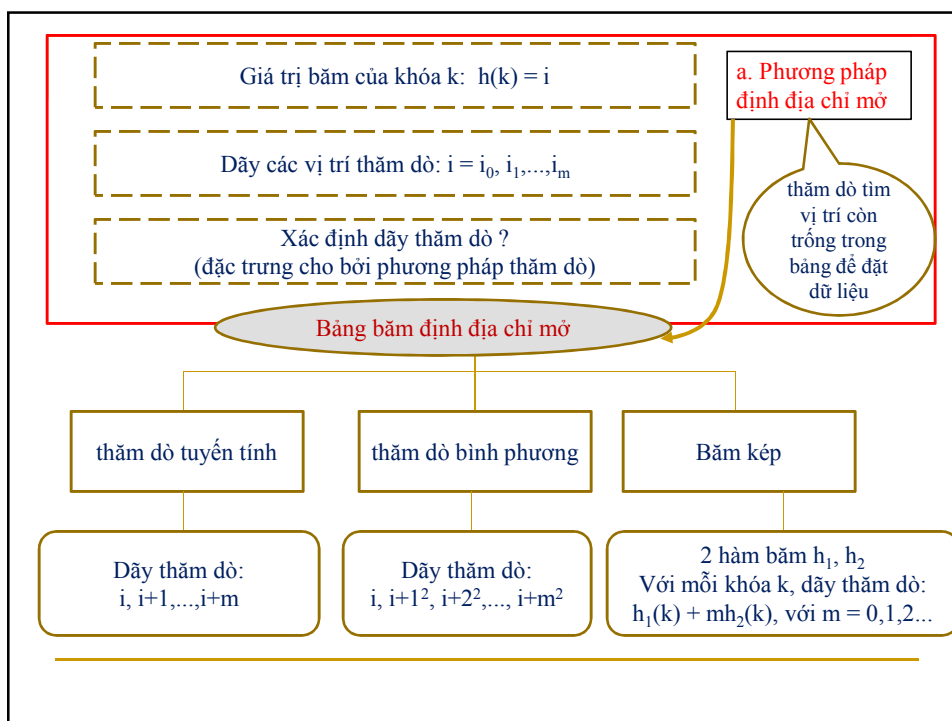 Giá trị băm của khóa k: h(k) = i
a. Phương pháp
định địa chỉ mở
Dãy các vị trí thăm dò: i = i₀, i₁,...,iₘ
thăm dò tìm
vị trí còn
trống trong
bảng để đặt
dữ liệu
Xác định dãy thăm dò ?
(đặc trưng cho bởi phương pháp thăm dò)
Bảng băm định địa chỉ mở
thăm dò tuyến tính
thăm dò bình phương
Băm kép
Dãy thăm dò:
i, i+1,...,i+m
Dãy thăm dò:
i, i+1², i+2²,..., i+m²
2 hàm băm h₁, h₂
Với mỗi khóa k, dãy thăm dò:
h₁(k) + mh₂(k), với m = 0,1,2...